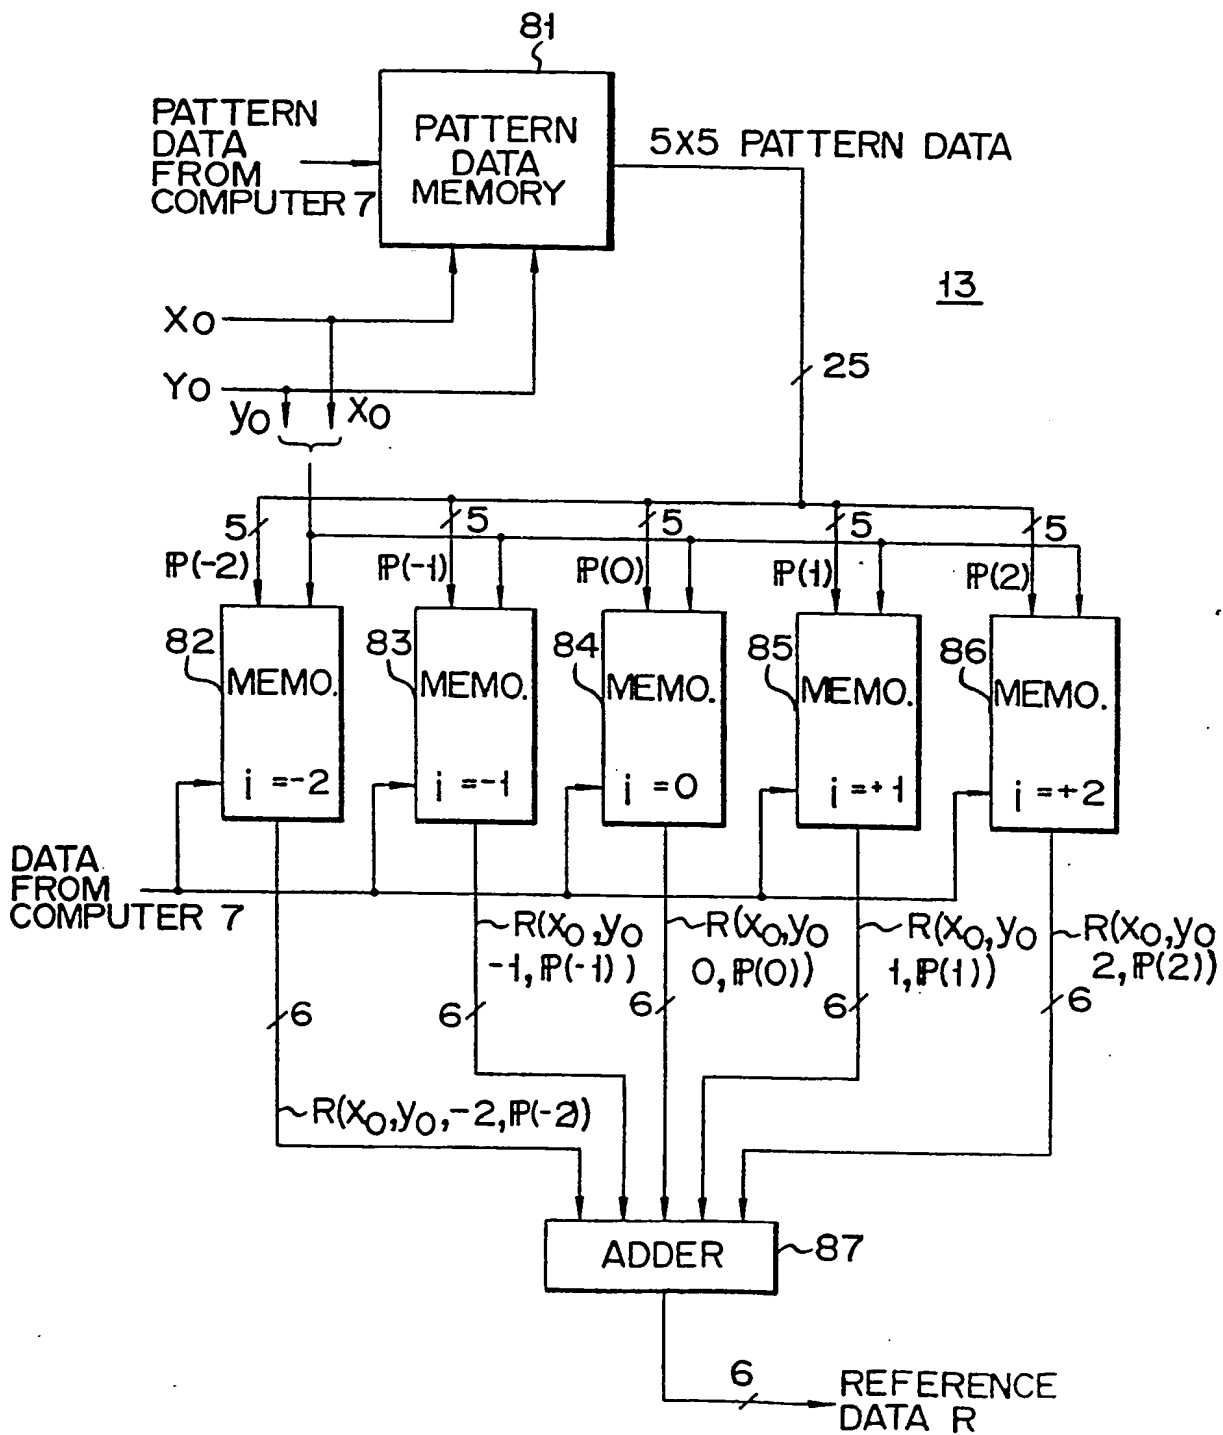 81
PATTERN
DATA
FROM
COMPUTER 7
PATTERN
DATA
MEMORY
5X5 PATTERN DATA
13
X0
Y0
25
y0
x0
5
5
5
5
5
ℙ(-2)
ℙ(-1)
ℙ(0)
ℙ(1)
ℙ(2)
82
83
84
85
86
MEMO.
MEMO.
MEMO.
MEMO.
MEMO.
i =-2
i =-1
i =0
i =+1
i =+2
DATA
FROM
COMPUTER 7
R(x0,y0
-1,ℙ(-1))
R(x0,y0
0,ℙ(0))
R(x0,y0
1,ℙ(1))
R(x0,y0
2,ℙ(2))
6
6
6
6
6
R(x0,y0,-2,ℙ(-2))
ADDER
87
6
REFERENCE
DATA R